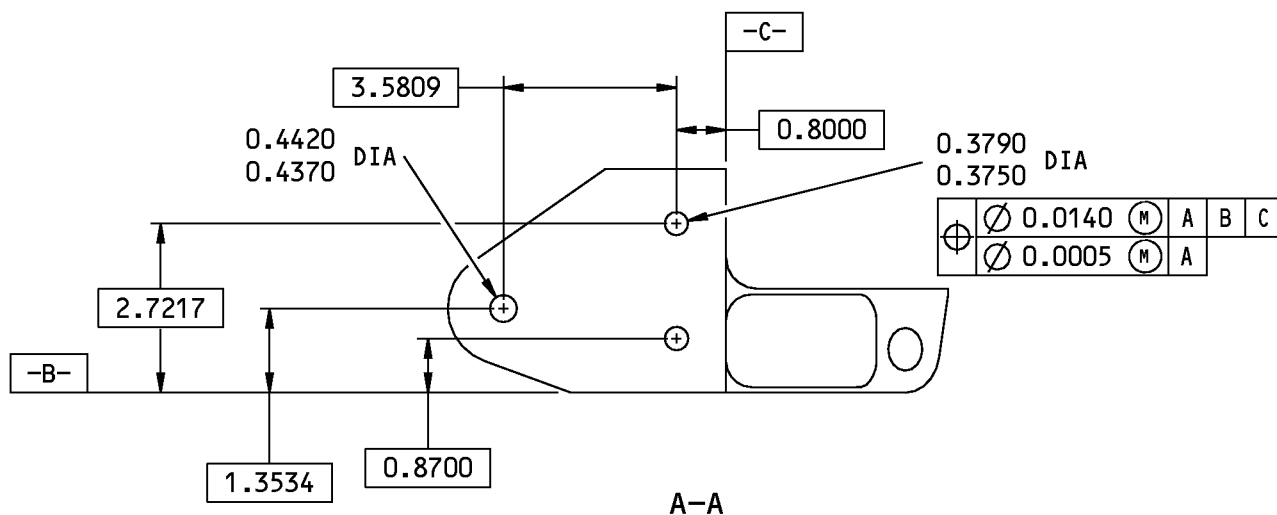 -C-
3.5809
0.8000
0.4420
0.4370 DIA
0.3790
0.3750 DIA
⌀ 0.0140 Ⓜ A B C
⌀ 0.0005 Ⓜ A
2.7217
-B-
1.3534
0.8700
A-A